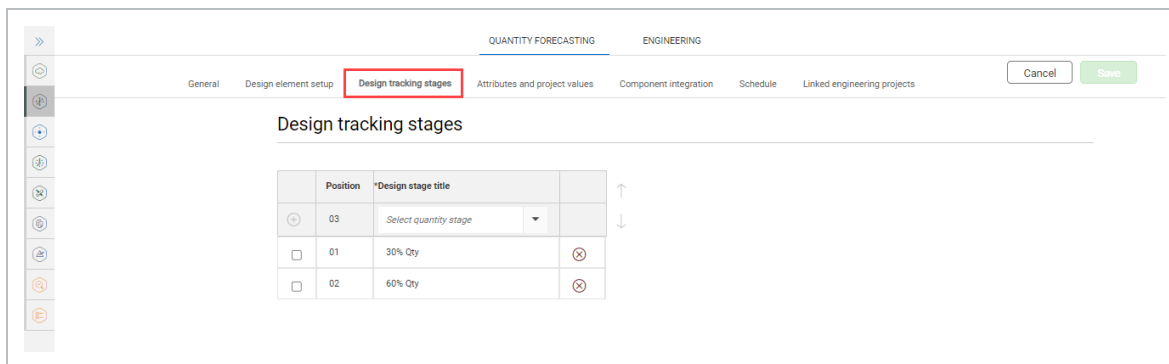 QUANTITY FORECASTING ENGINEERING
General Design element setup Design tracking stages Attributes and project values Component integration Schedule Linked engineering projects Cancel Save
Design tracking stages
Position *Design stage title
03 Select quantity stage
01 30% Qty
02 60% Qty